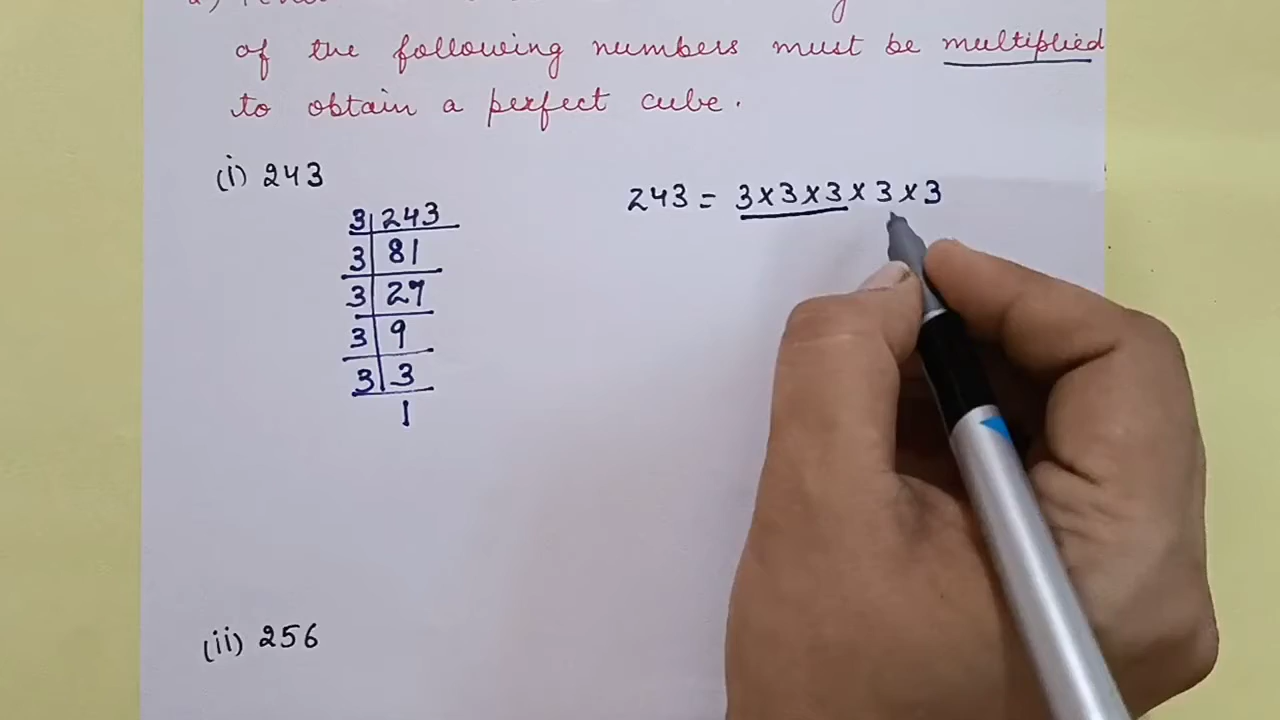 of the following numbers must be multiplied
to obtain a perfect cube.
(i) 243
243 = 3×3×3×3×3
3 243
3 81
3 27
3 9
3 3
1
(ii) 256